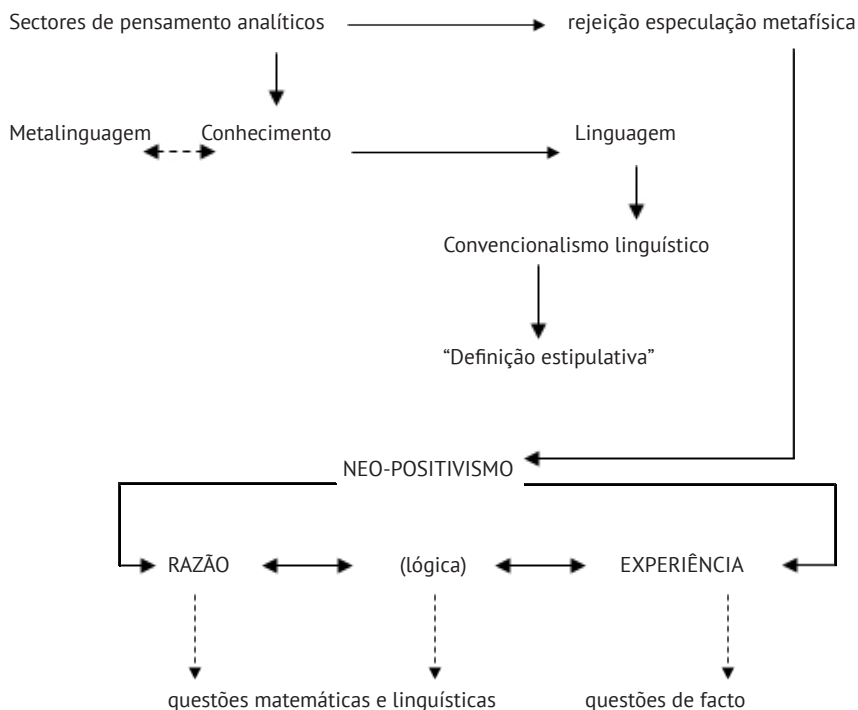 Sectores de pensamento analíticos rejeição especulação metafísica
Metalinguagem Conhecimento Linguagem
Convencionalismo linguístico
“Definição estipulativa”
NEO-POSITIVISMO
RAZÃO (lógica) EXPERIÊNCIA
questões matemáticas e linguísticas questões de facto